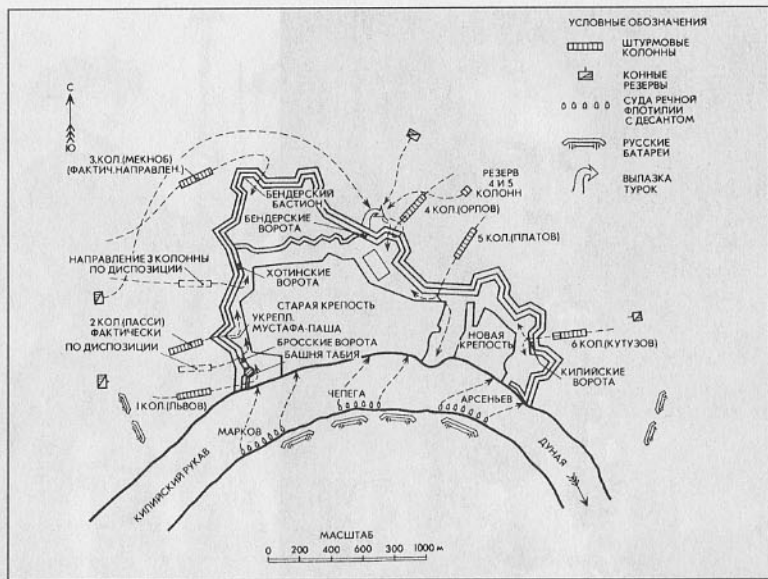 УСЛОВНЫЕ ОБОЗНАЧЕНИЯ
ШТУРМОВЫЕ
КОЛОННЫ
КОННЫЕ
РЕЗЕРВЫ
СУДА РЕЧНОЙ
ФЛОТИЛИИ
С ДЕСАНТОМ
РУССКИЕ
БАТАРЕИ
ВЫЛАЗКА
ТУРОК
С
Ю
3.КОЛ.(МЕКНОБ)
(ФАКТИЧ.НАПРАВЛЕН.)
БЕНДЕРСКИЙ
БАСТИОН
БЕНДЕРСКИЕ
ВОРОТА
РЕЗЕРВ
4 И 5
КОЛОНН
4 КОЛ.(ОРЛОВ)
5 КОЛ.(ПЛАТОВ)
НАПРАВЛЕНИЕ 3 КОЛОННЫ
ПО ДИСПОЗИЦИИ
ХОТИНСКИЕ
ВОРОТА
СТАРАЯ КРЕПОСТЬ
УКРЕПЛ.
МУСТАФА-ПАША
2 КОЛ.(ЛАССИ)
ФАКТИЧЕСКИ
ПО ДИСПОЗИЦИИ
БРОССКИЕ ВОРОТА
БАШНЯ ТАБИЯ
1 КОЛ.(ЛЬВОВ)
НОВАЯ
КРЕПОСТЬ
6 КОЛ.(КУТУЗОВ)
КИЛИЙСКИЕ
ВОРОТА
МАРКОВ
ЧЕПЕГА
АРСЕНЬЕВ
КИЛИЙСКИЙ РУКАВ
ДУНАЯ
МАСШТАБ
0 200 400 600 1000 м